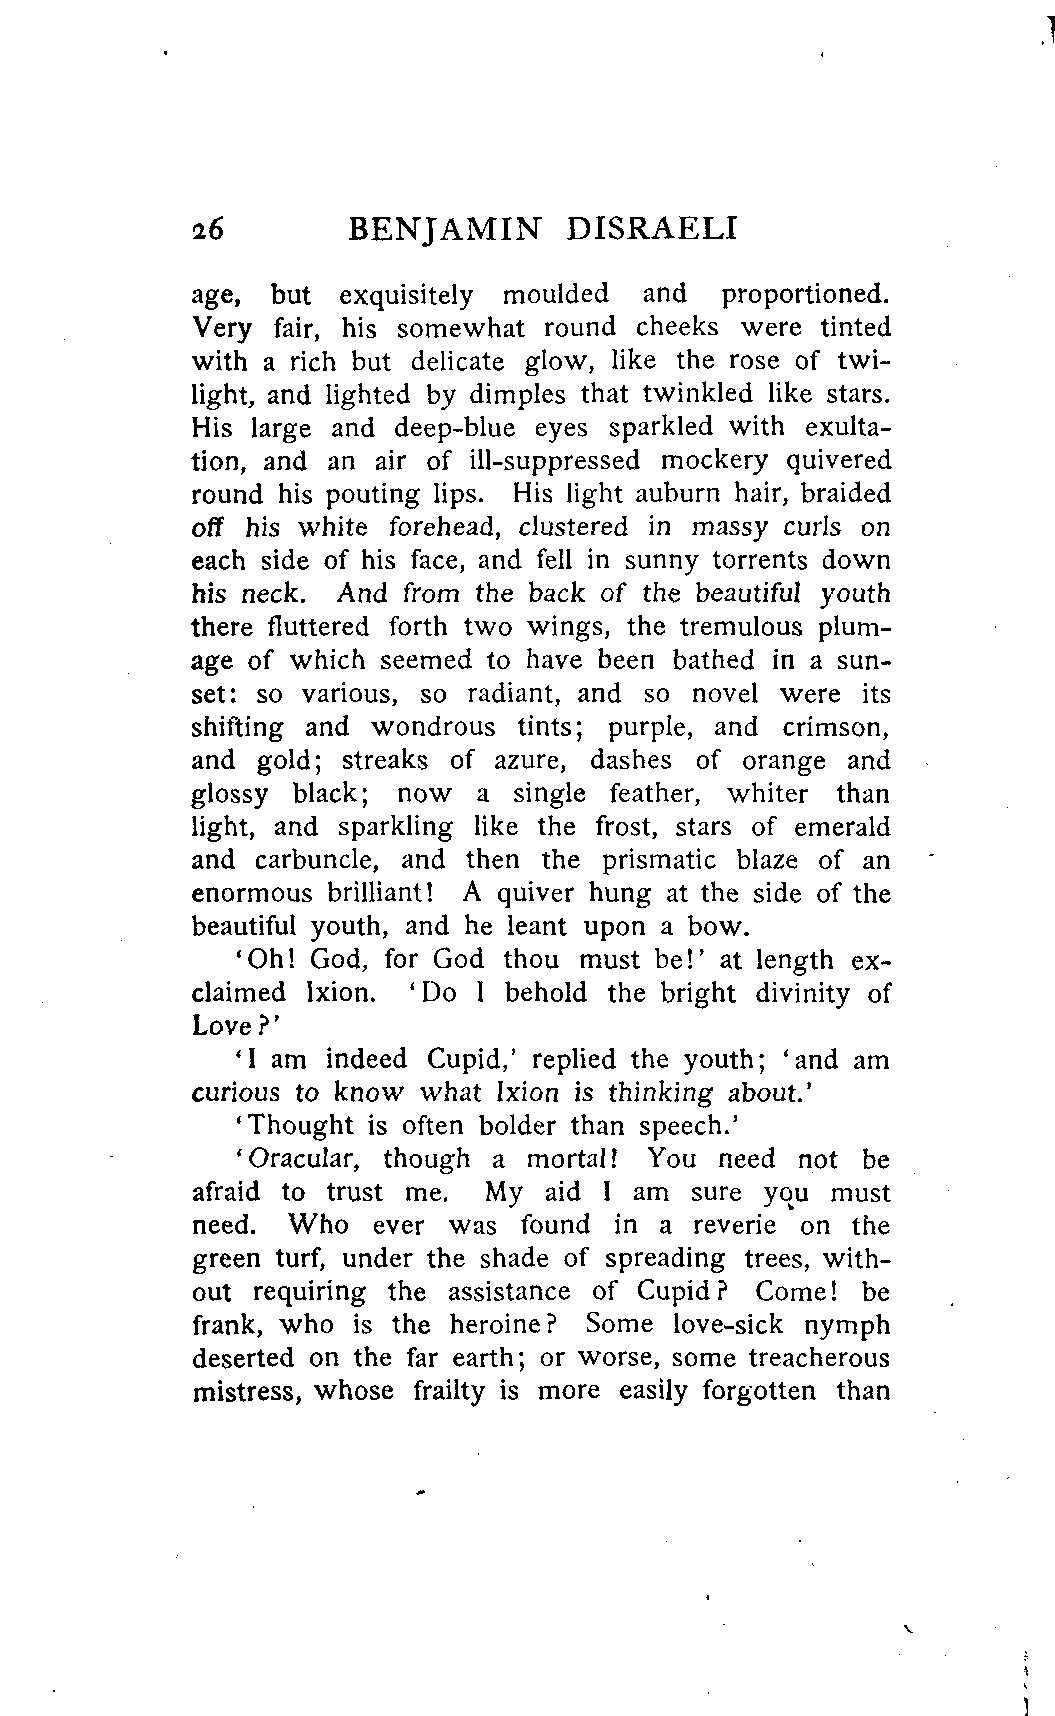 26 BENJAMIN DISRAELI
age, but exquisitely moulded and proportioned.
Very fair, his somewhat round cheeks were tinted
with a rich but delicate glow, like the rose of twi-
light, and lighted by dimples that twinkled like stars.
His large and deep-blue eyes sparkled with exulta-
tion, and an air of ill-suppressed mockery quivered
round his pouting lips. His light auburn hair, braided
off his white forehead, clustered in massy curls on
each side of his face, and fell in sunny torrents down
his neck. And from the back of the beautiful youth
there fluttered forth two wings, the tremulous plum-
age of which seemed to have been bathed in a sun-
set: so various, so radiant, and so novel were its
shifting and wondrous tints; purple, and crimson,
and gold; streaks of azure, dashes of orange and
glossy black; now a single feather, whiter than
light, and sparkling like the frost, stars of emerald
and carbuncle, and then the prismatic blaze of an
enormous brilliant! A quiver hung at the side of the
beautiful youth, and he leant upon a bow.
'Oh! God, for God thou must be!' at length ex-
claimed Ixion. 'Do I behold the bright divinity of
Love?'
'I am indeed Cupid,' replied the youth; 'and am
curious to know what Ixion is thinking about.'
'Thought is often bolder than speech.'
'Oracular, though a mortal! You need not be
afraid to trust me. My aid I am sure you must
need. Who ever was found in a reverie on the
green turf, under the shade of spreading trees, with-
out requiring the assistance of Cupid? Come! be
frank, who is the heroine? Some love-sick nymph
deserted on the far earth; or worse, some treacherous
mistress, whose frailty is more easily forgotten than